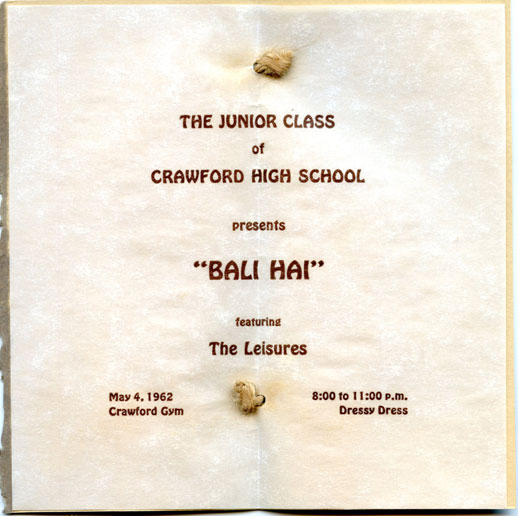 THE JUNIOR CLASS
of
CRAWFORD HIGH SCHOOL
presents
“BALI HAI”
featuring
The Leisures
May 4, 1962
Crawford Gym
8:00 to 11:00 p.m.
Dressy Dress